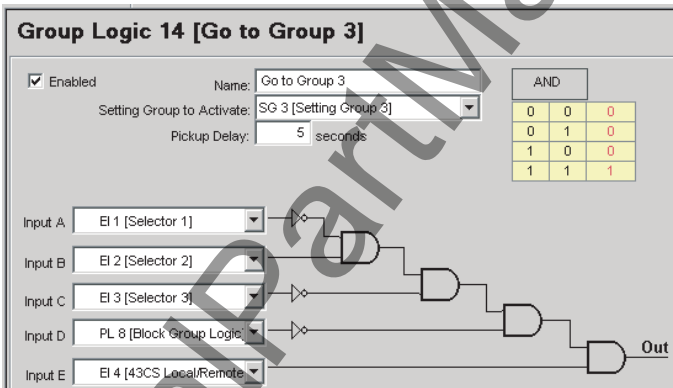 Group Logic 14 [Go to Group 3]
Enabled
Name: Go to Group 3
Setting Group to Activate: SG 3 [Setting Group 3]
Pickup Delay: 5 seconds
AND
0 0 0
0 1 0
1 0 0
1 1 1
Input A EI 1 [Selector 1]
Input B EI 2 [Selector 2]
Input C EI 3 [Selector 3]
Input D PL 8 [Block Group Logic]
Input E EI 4 [43CS Local/Remote
Out